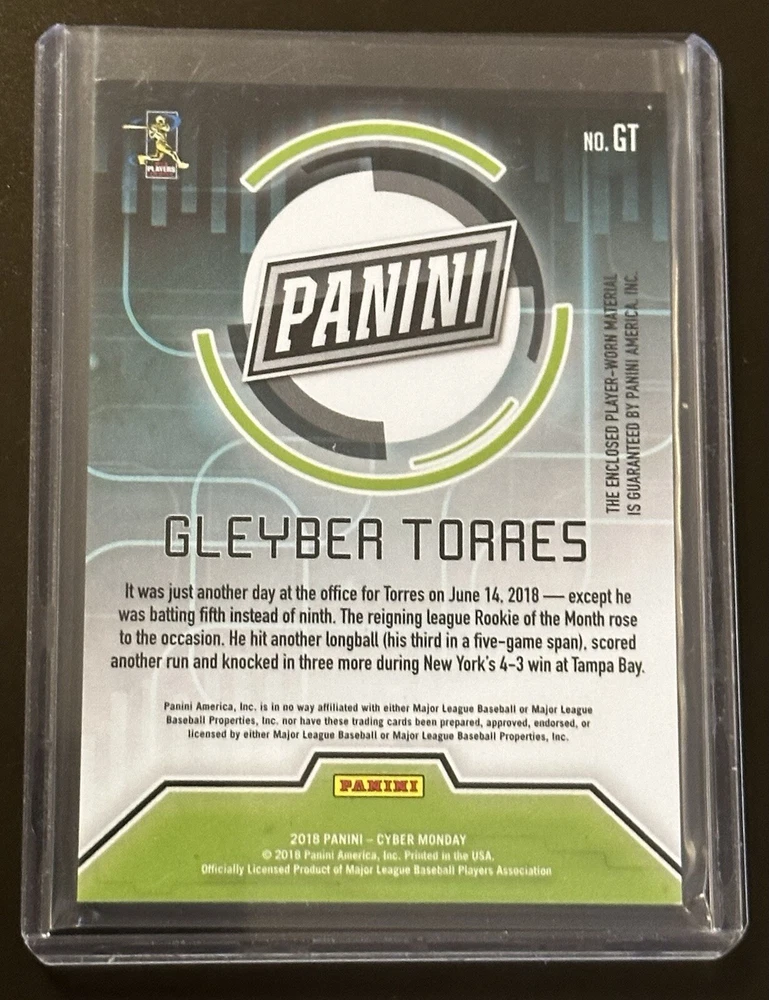 PLAYERS
NO. GT
PANINI
THE ENCLOSED PLAYER-WORN MATERIAL
IS GUARANTEED BY PANINI AMERICA, INC.
GLEYBER TORRES
It was just another day at the office for Torres on June 14, 2018 — except he
was batting fifth instead of ninth. The reigning league Rookie of the Month rose
to the occasion. He hit another longball (his third in a five-game span), scored
another run and knocked in three more during New York's 4-3 win at Tampa Bay.
Panini America, Inc. is in no way affiliated with either Major League Baseball or Major League
Baseball Properties, Inc. nor have these trading cards been prepared, approved, endorsed, or
licensed by either Major League Baseball or Major League Baseball Properties, Inc.
PANINI
2018 PANINI – CYBER MONDAY
© 2018 Panini America, Inc. Printed in the USA.
Officially Licensed Product of Major League Baseball Players Association